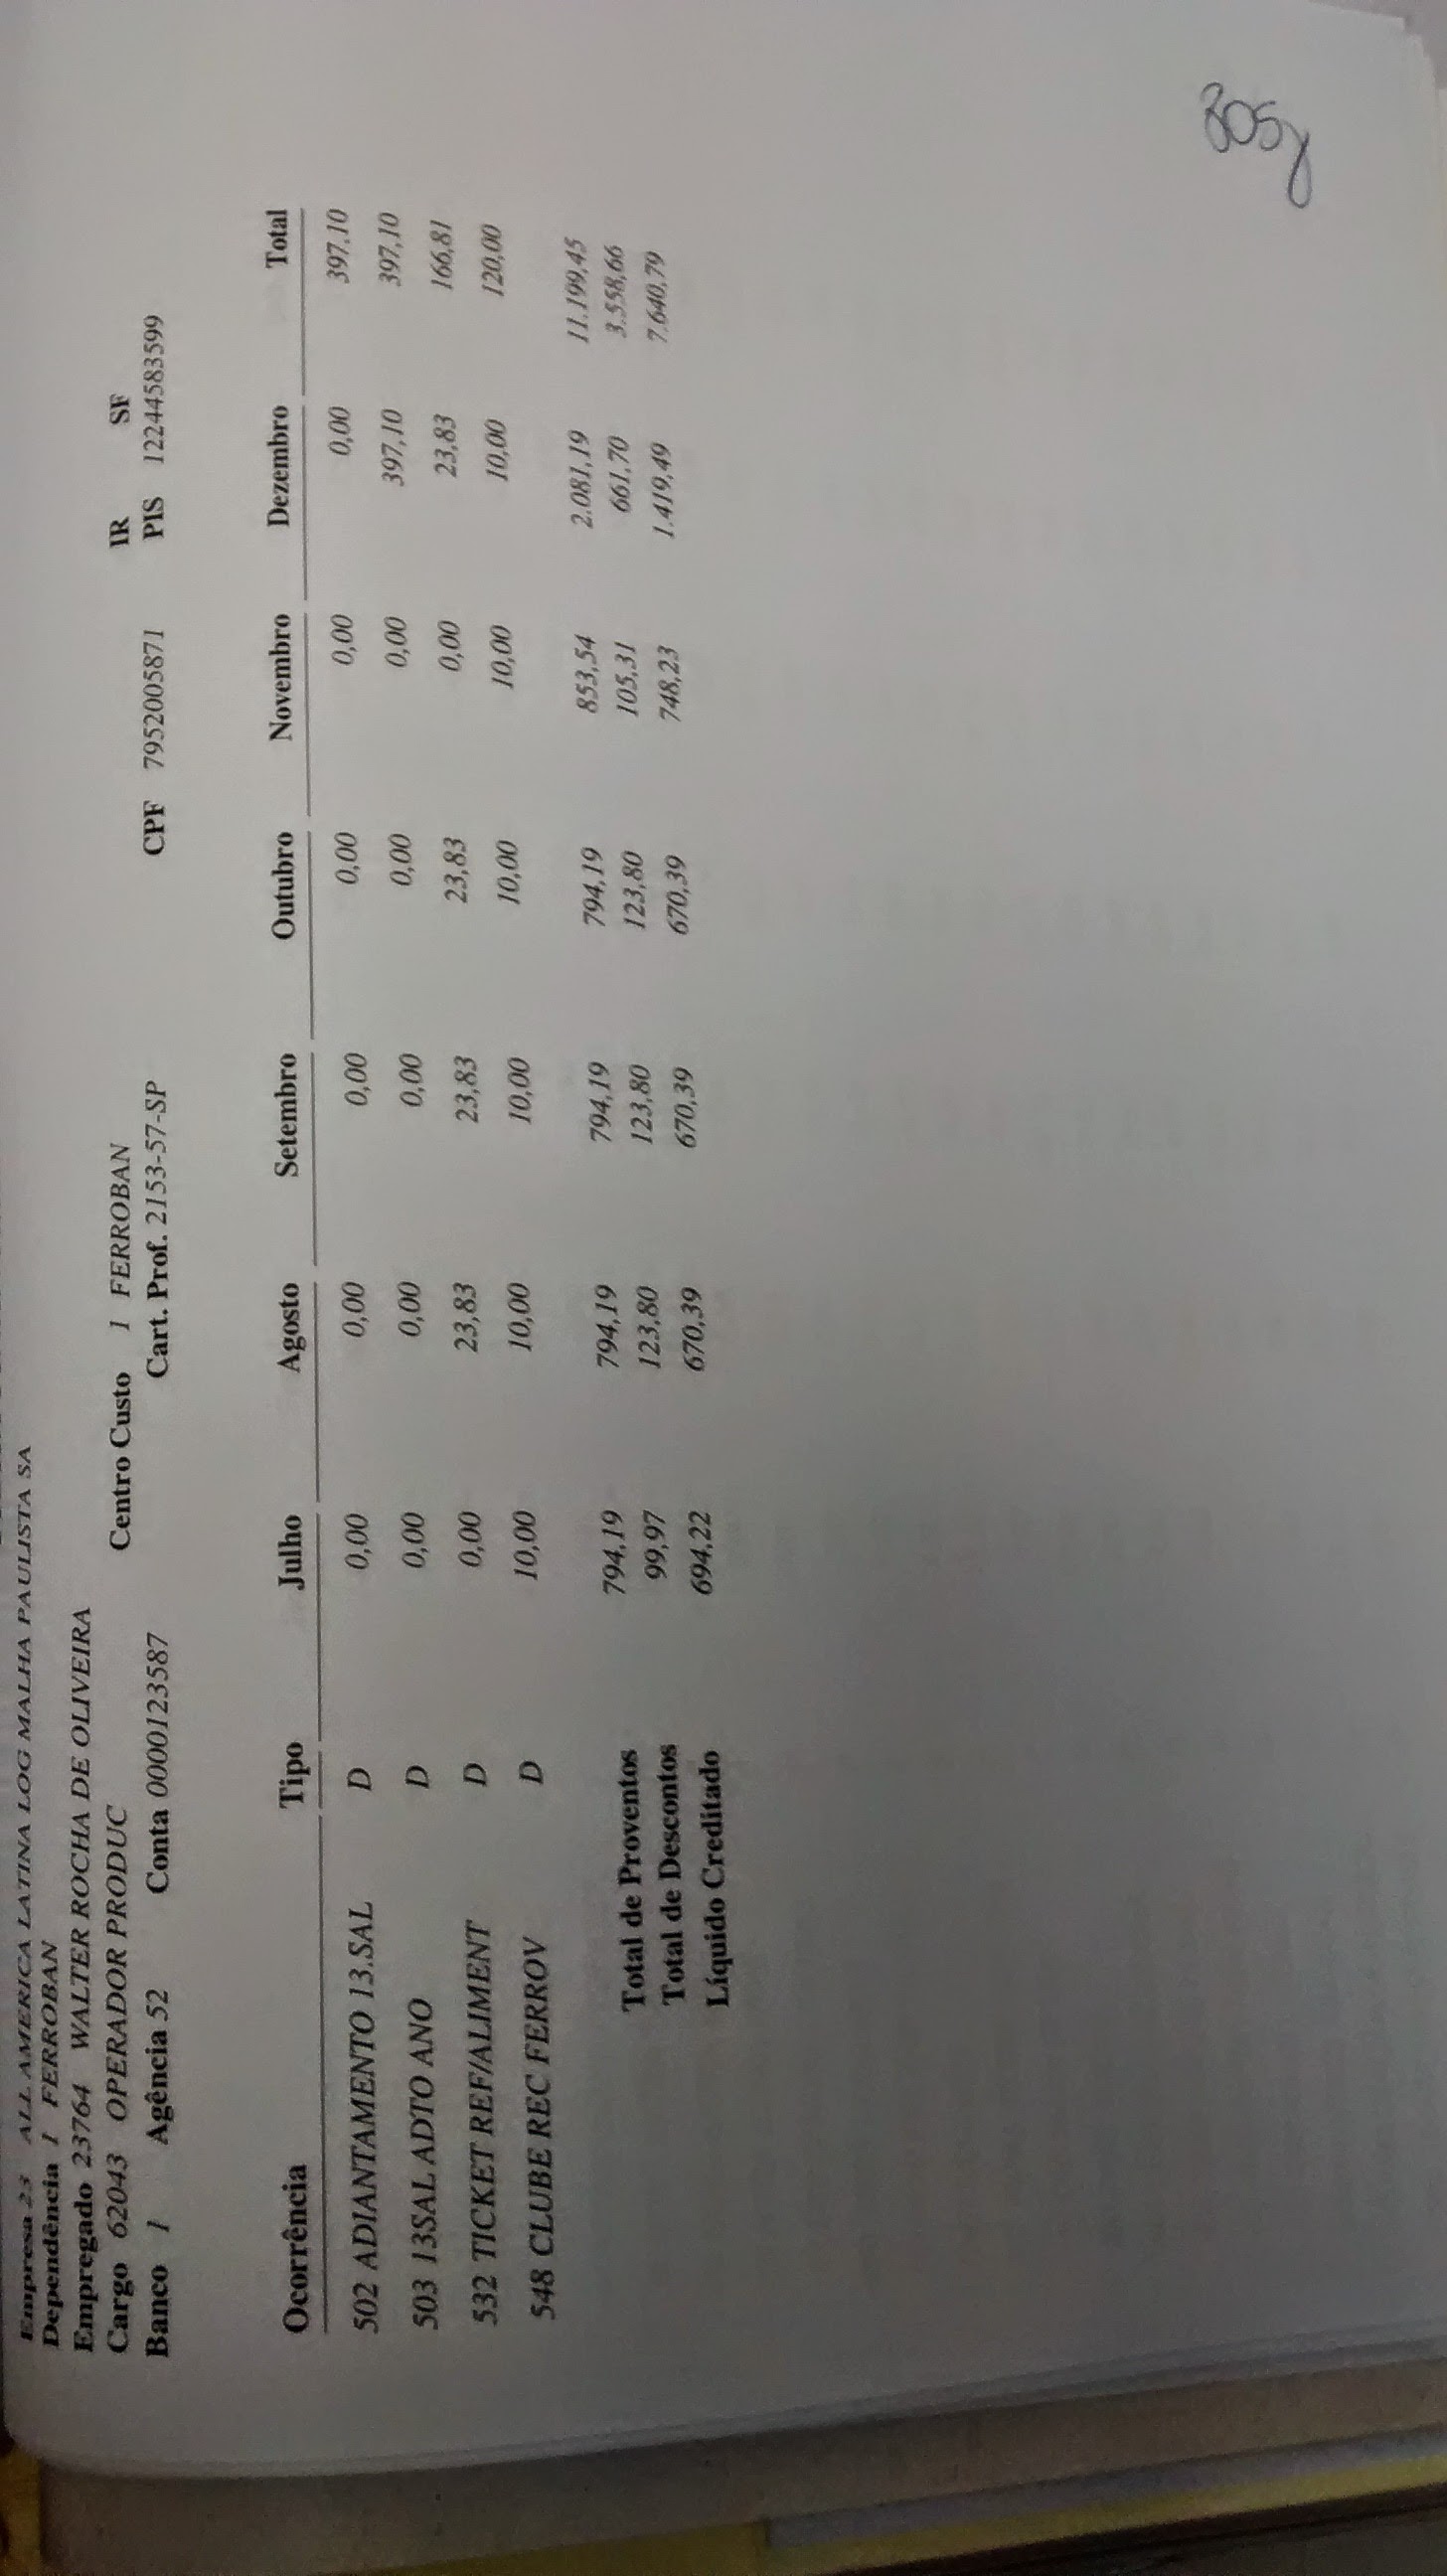 Empresa 23 ALL AMERICA LATINA LOG MALHA PAULISTA SA
Dependência 1 FERROBAN
Empregado 23764 WALTER ROCHA DE OLIVEIRA
Cargo 62043 OPERADOR PRODUC Centro Custo 1 FERROBAN IR SF
Banco 1 Agência 52 Conta 0000123587 Cart. Prof. 2153-57-SP CPF 7952005871 PIS 12244583599
Ocorrência Tipo Julho Agosto Setembro Outubro Novembro Dezembro Total
502 ADIANTAMENTO 13.SAL D 0,00 0,00 0,00 0,00 0,00 0,00 397,10
503 13SAL ADTO ANO D 0,00 0,00 0,00 0,00 0,00 397,10 397,10
532 TICKET REF/ALIMENT D 0,00 23,83 23,83 23,83 0,00 23,83 166,81
548 CLUBE REC FERROV D 10,00 10,00 10,00 10,00 10,00 10,00 120,00
Total de Proventos 794,19 794,19 794,19 794,19 853,54 2.081,19 11.199,45
Total de Descontos 99,97 123,80 123,80 123,80 105,31 661,70 3.558,66
Líquido Creditado 694,22 670,39 670,39 670,39 748,23 1.419,49 7.640,79
305